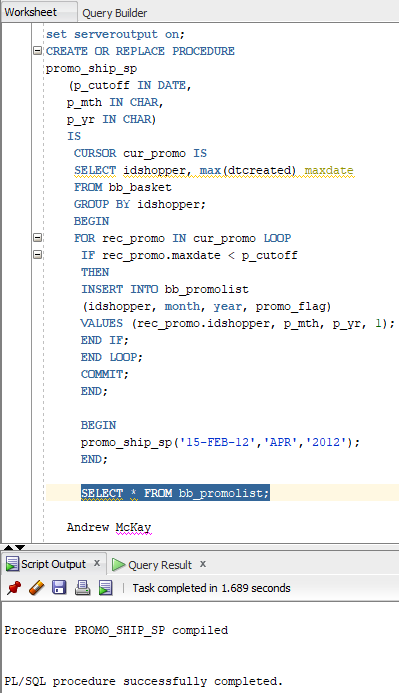 Worksheet Query Builder
set serveroutput on;
CREATE OR REPLACE PROCEDURE
promo_ship_sp
(p_cutoff IN DATE,
p_mth IN CHAR,
p_yr IN CHAR)
IS
CURSOR cur_promo IS
SELECT idshopper, max(dtcreated) maxdate
FROM bb_basket
GROUP BY idshopper;
BEGIN
FOR rec_promo IN cur_promo LOOP
IF rec_promo.maxdate < p_cutoff
THEN
INSERT INTO bb_promolist
(idshopper, month, year, promo_flag)
VALUES (rec_promo.idshopper, p_mth, p_yr, 1);
END IF;
END LOOP;
COMMIT;
END;
BEGIN
promo_ship_sp('15-FEB-12','APR','2012');
END;
SELECT * FROM bb_promolist;
Andrew McKay
Script Output x Query Result x
Task completed in 1.689 seconds
Procedure PROMO_SHIP_SP compiled
PL/SQL procedure successfully completed.